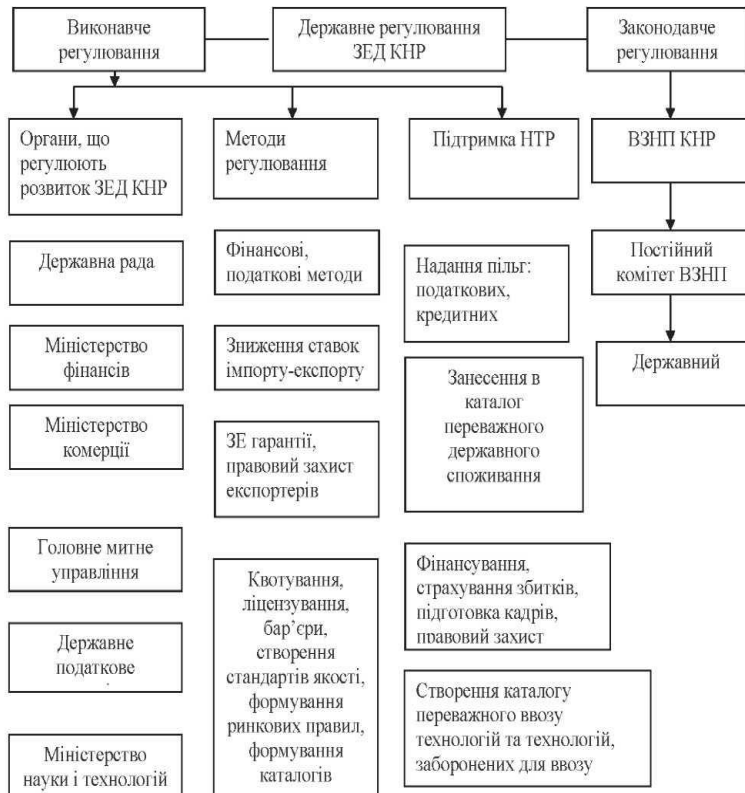 Виконавче
регулювання
Державне регулювання
ЗЕД КНР
Законодавче
регулювання
Органи, що
регулюють
розвиток ЗЕД КНР
Методи
регулювання
Підтримка НТР
ВЗНП КНР
Державна рада
Фінансові,
податкові методи
Надання пільг:
податкових,
кредитних
Постійний
комітет ВЗНП
Міністерство
фінансів
Зниження ставок
імпорту-експорту
Занесення в
каталог
переважного
державного
споживання
Державний
Міністерство
комерції
ЗЕ гарантії,
правовий захист
експортерів
Головне митне
управління
Квотування,
ліцензування,
бар’єри,
створення
стандартів якості,
формування
ринкових правил,
формування
каталогів
Фінансування,
страхування збитків,
підготовка кадрів,
правовий захист
Державне
податкове
Створення каталогу
переважного ввозу
технологій та технологій,
заборонених для ввозу
Міністерство
науки і технологій